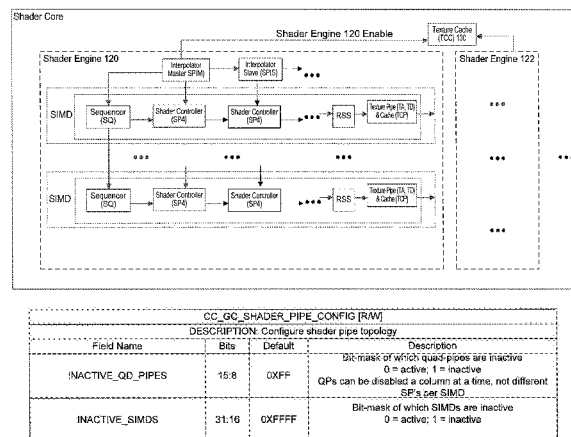 Shader Core
Shader Engine 120 Enable
Texture Cache
(TCC) 130
Shader Engine 120
Shader Engine 122
Interpolator
Master SPIM)
Interpolator
Slave (SPIS)
SIMD
Sequencer
(SQ)
Shader Controller
(SP4)
Shader Controller
(SP4)
RSS
Texture Pipe (TA, TD)
& Cache (TCP)
SIMD
Sequencer
(SQ)
Shader Controller
(SP4)
Shader Controller
(SP4)
RSS
Texture Pipe (TA, TD)
& Cache (TCP)
CC_GC_SHADER_PIPE_CONFIG [R/W]
DESCRIPTION: Configure shader pipe topology
Field Name Bits Default Description
INACTIVE_QD_PIPES 15:8 0XFF Bit-mask of which quad-pipes are inactive
0 = active; 1 = inactive
QPs can be disabled a column at a time, not different
SP's per SIMD
INACTIVE_SIMDS 31:16 0XFFFF Bit-mask of which SIMDs are inactive
0 = active; 1 = inactive